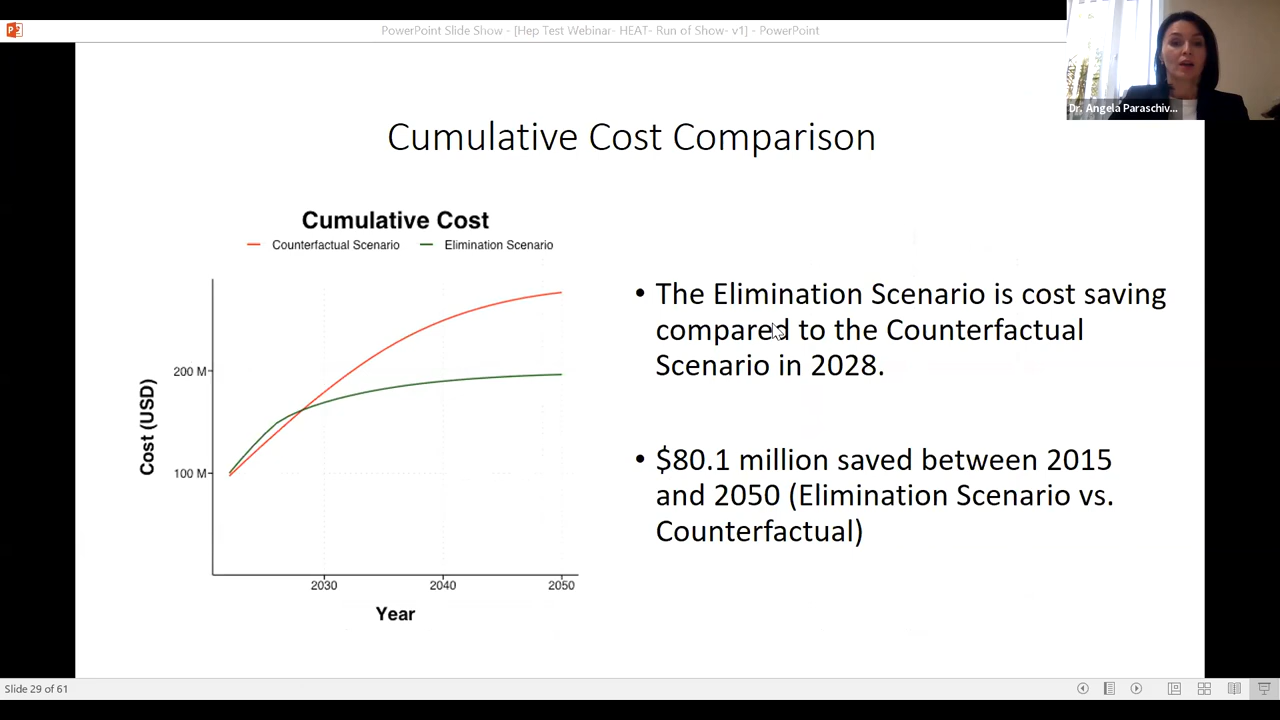 PowerPoint Slide Show - [Hep Test Webinar- HEAT- Run of Show- v1] - PowerPoint
Dr. Angela Paraschiv...
Cumulative Cost Comparison
Cumulative Cost
Counterfactual Scenario
Elimination Scenario
200 M
100 M
Cost (USD)
2030
2040
2050
Year
• The Elimination Scenario is cost saving
compared to the Counterfactual
Scenario in 2028.
• $80.1 million saved between 2015
and 2050 (Elimination Scenario vs.
Counterfactual)
Slide 29 of 61